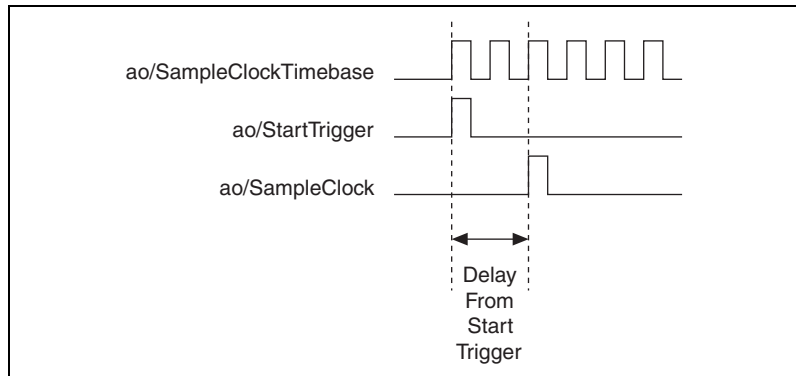 ao/SampleClockTimebase
ao/StartTrigger
ao/SampleClock
Delay
From
Start
Trigger